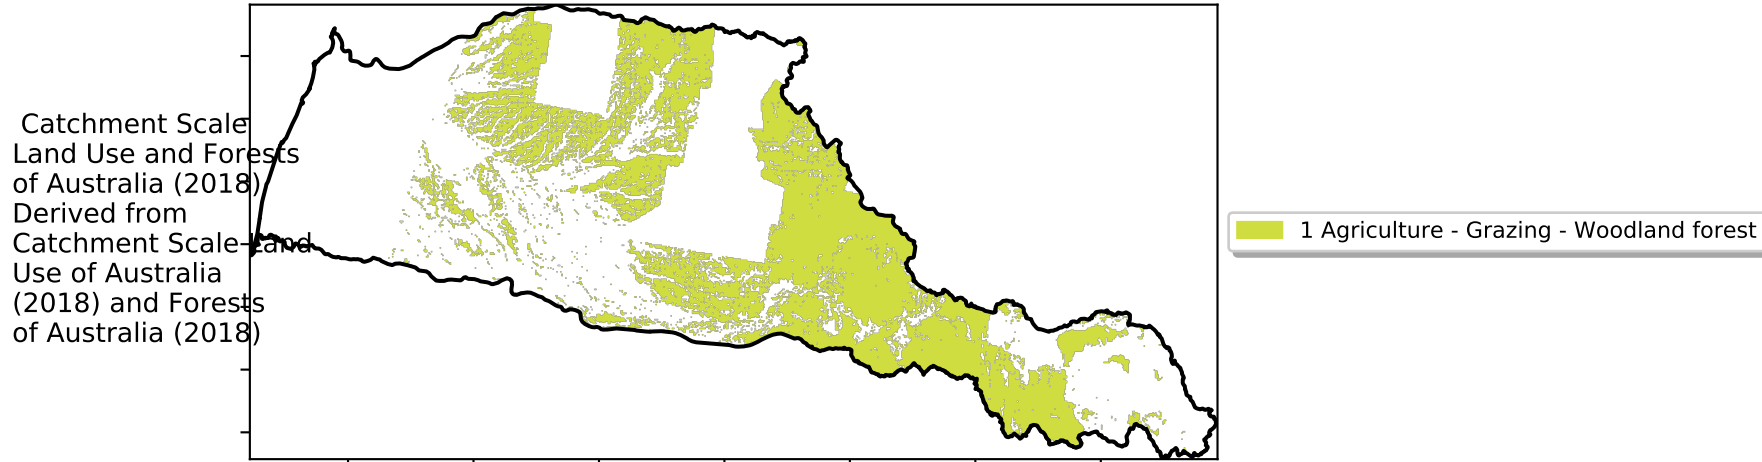 Catchment Scale
Land Use and Forests
of Australia (2018)
Derived from
Catchment Scale Land
Use of Australia
(2018) and Forests
of Australia (2018)
1 Agriculture - Grazing - Woodland forest